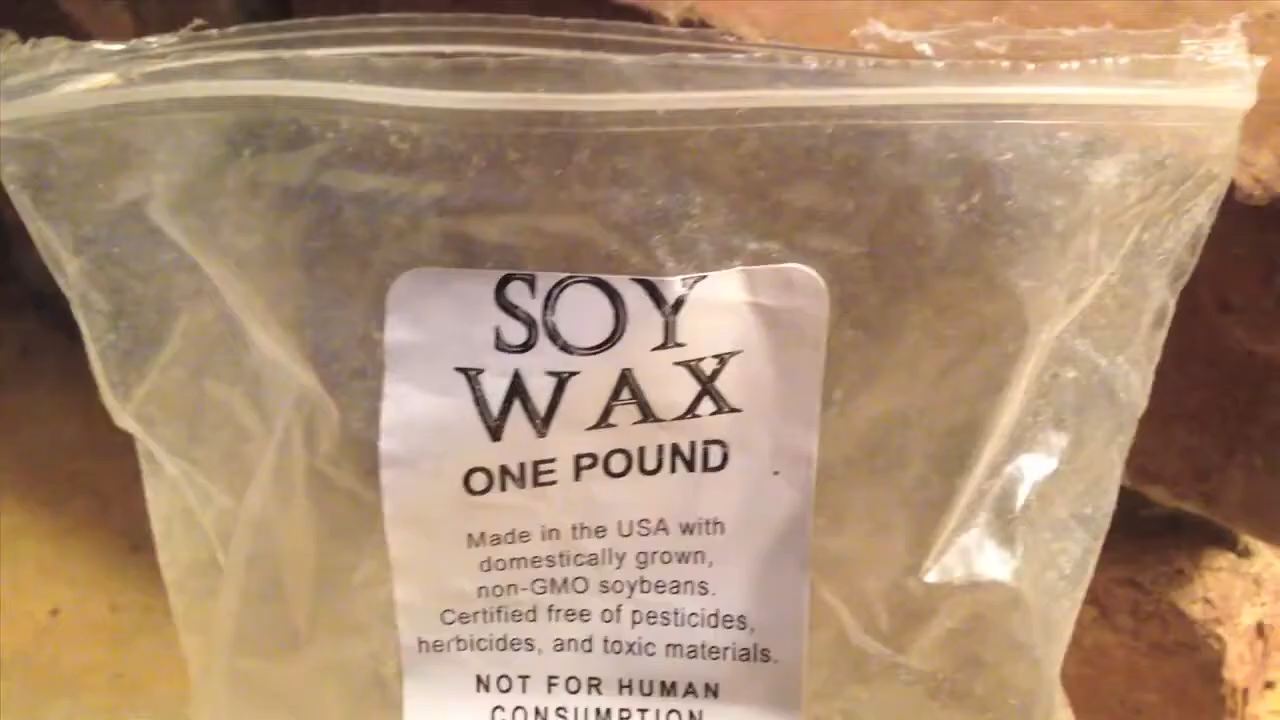 SOY
WAX
ONE POUND
Made in the USA with
domestically grown,
non-GMO soybeans.
Certified free of pesticides,
herbicides, and toxic materials.
NOT FOR HUMAN
CONSUMPTION